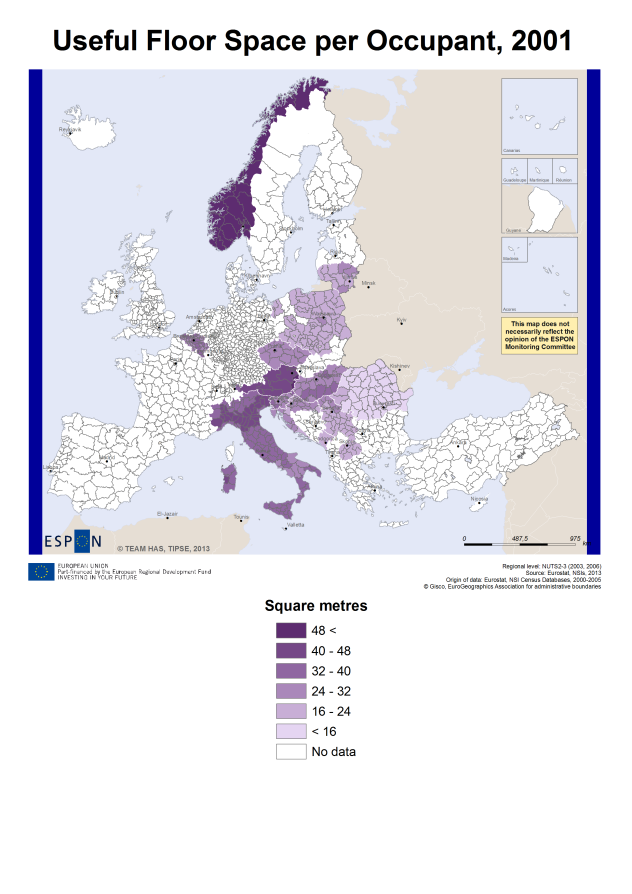 Useful Floor Space per Occupant, 2001
Reykjavik
Canarias
Guadeloupe Martinique Réunion
Guyane
Madeira
Acores
Minsk
Kyiv
This map does not
necessarily reflect the
opinion of the ESPON
Monitoring Committee
Kishinev
El-Jazair
Tounis
Valletta
Nicosia
0 487,5 975
ESPON
© TEAM HAS, TIPSE, 2013
EUROPEAN UNION
Part-financed by the European Regional Development Fund
INVESTING IN YOUR FUTURE
Regional level: NUTS2-3 (2003, 2006)
Source: Eurostat, NSIs, 2013
Origin of data: Eurostat, NSI Census Databases, 2000-2005
© Gisco, EuroGeographics Association for administrative boundaries
Square metres
48 <
40 - 48
32 - 40
24 - 32
16 - 24
< 16
No data